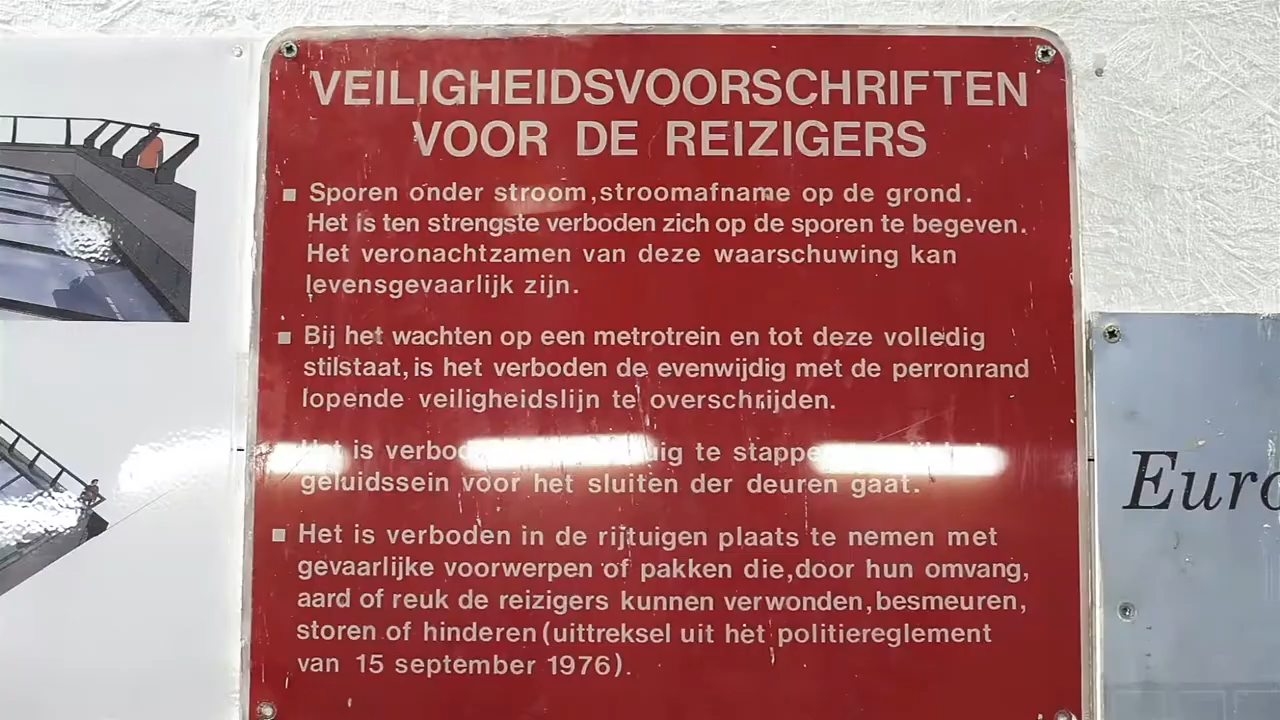 VEILIGHEIDSVOORSCHRIFTEN
VOOR DE REIZIGERS
Sporen onder stroom,stroomafname op de grond.
Het is ten strengste verboden zich op de sporen te begeven.
Het veronachtzamen van deze waarschuwing kan
levensgevaarlijk zijn.
Bij het wachten op een metrotrein en tot deze volledig
stilstaat, is het verboden de evenwijdig met de perronrand
lopende veiligheidslijn te overschrijden.
Het is te
geluidssein voor het sluiten der deuren gaat.
Het is verboden in de rijtuigen plaats te nemen met
gevaarlijke voorwerpen of pakken die,door hun omvang,
aard of reuk de reizigers kunnen verwonden,besmeuren,
storen of hinderen (uittreksel uit het politiereglement
van 15 september 1976).